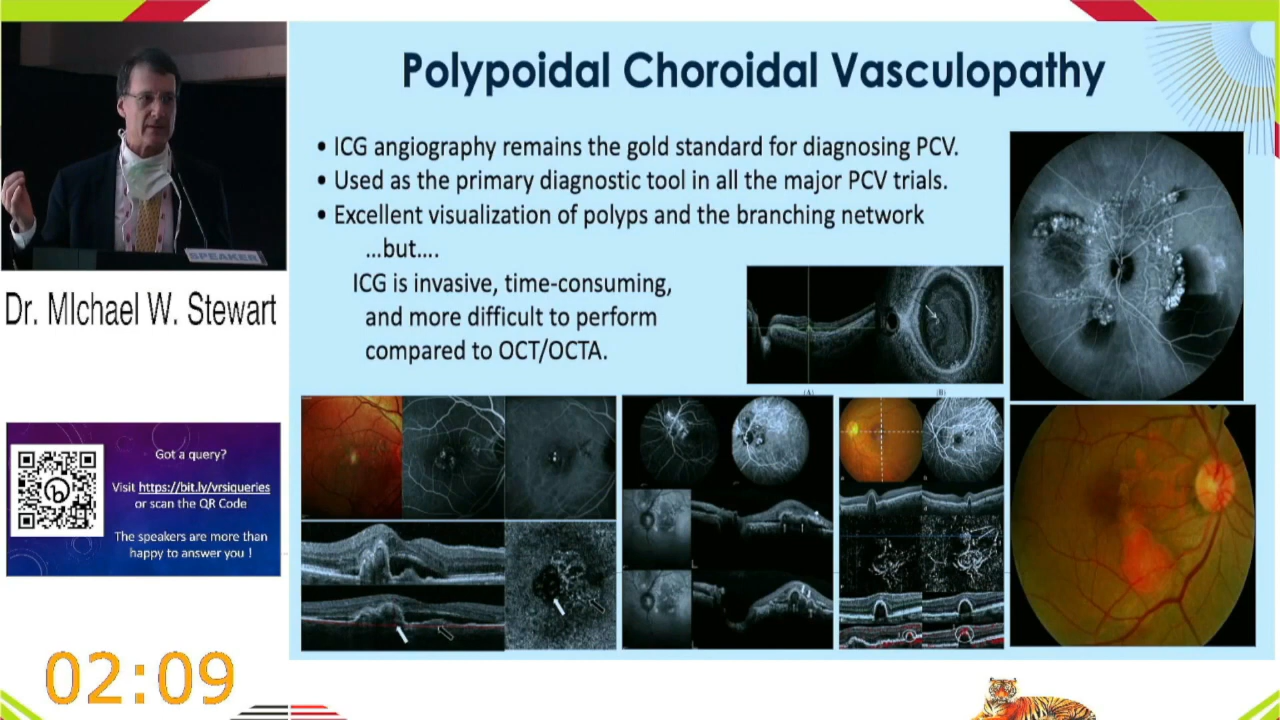 Polypoidal Choroidal Vasculopathy
• ICG angiography remains the gold standard for diagnosing PCV.
• Used as the primary diagnostic tool in all the major PCV trials.
• Excellent visualization of polyps and the branching network
...but....
ICG is invasive, time-consuming,
and more difficult to perform
compared to OCT/OCTA.
(A) (B)
SPEAKER
Dr. MIchael W. Stewart
Got a query?
Visit https://bit.ly/vrsiqueries
or scan the QR Code
The speakers are more than
happy to answer you !
02:09